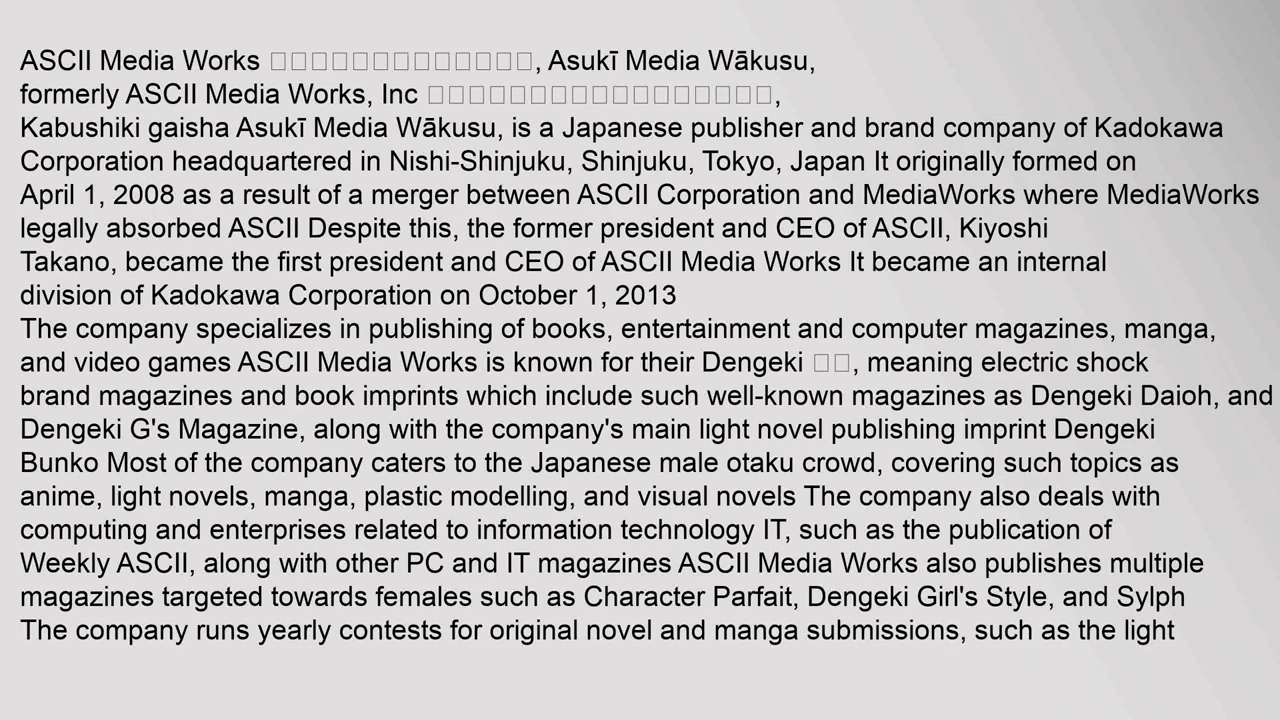 ASCII Media Works □□□□□□□□□□□□□, Asukī Media Wākusu,
formerly ASCII Media Works, Inc □□□□□□□□□□□□□□□□□,
Kabushiki gaisha Asukī Media Wākusu, is a Japanese publisher and brand company of Kadokawa
Corporation headquartered in Nishi-Shinjuku, Shinjuku, Tokyo, Japan It originally formed on
April 1, 2008 as a result of a merger between ASCII Corporation and MediaWorks where MediaWorks
legally absorbed ASCII Despite this, the former president and CEO of ASCII, Kiyoshi
Takano, became the first president and CEO of ASCII Media Works It became an internal
division of Kadokawa Corporation on October 1, 2013
The company specializes in publishing of books, entertainment and computer magazines, manga,
and video games ASCII Media Works is known for their Dengeki □□, meaning electric shock
brand magazines and book imprints which include such well-known magazines as Dengeki Daioh, and
Dengeki G's Magazine, along with the company's main light novel publishing imprint Dengeki
Bunko Most of the company caters to the Japanese male otaku crowd, covering such topics as
anime, light novels, manga, plastic modelling, and visual novels The company also deals with
computing and enterprises related to information technology IT, such as the publication of
Weekly ASCII, along with other PC and IT magazines ASCII Media Works also publishes multiple
magazines targeted towards females such as Character Parfait, Dengeki Girl's Style, and Sylph
The company runs yearly contests for original novel and manga submissions, such as the light